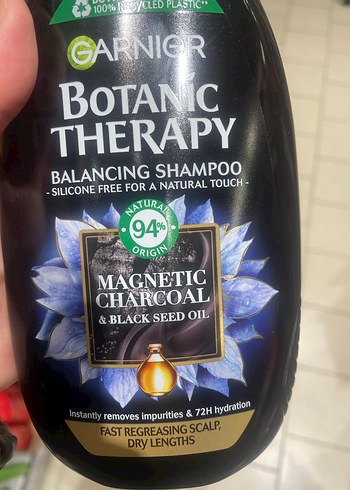 100% RECYCLED PLASTIC**
GARNIER
BOTANIC
THERAPY
BALANCING SHAMPOO
- SILICONE FREE FOR A NATURAL TOUCH -
NATURAL
94%
ORIGIN
MAGNETIC
CHARCOAL
& BLACK SEED OIL
Instantly removes impurities & 72H hydration
FAST REGREASING SCALP,
DRY LENGTHS